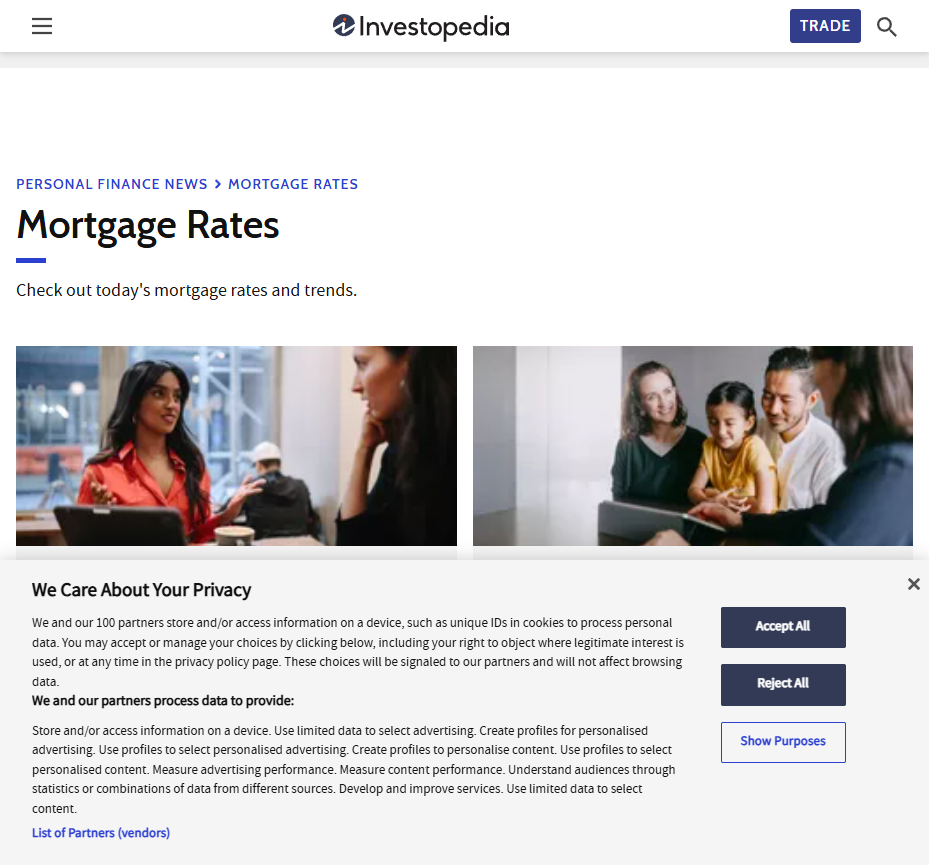 Investopedia
TRADE
PERSONAL FINANCE NEWS > MORTGAGE RATES
Mortgage Rates
Check out today's mortgage rates and trends.
We Care About Your Privacy
We and our 100 partners store and/or access information on a device, such as unique IDs in cookies to process personal
data. You may accept or manage your choices by clicking below, including your right to object where legitimate interest is
used, or at any time in the privacy policy page. These choices will be signaled to our partners and will not affect browsing
data.
We and our partners process data to provide:
Store and/or access information on a device. Use limited data to select advertising. Create profiles for personalised
advertising. Use profiles to select personalised advertising. Create profiles to personalise content. Use profiles to select
personalised content. Measure advertising performance. Measure content performance. Understand audiences through
statistics or combinations of data from different sources. Develop and improve services. Use limited data to select
content.
List of Partners (vendors)
Accept All
Reject All
Show Purposes